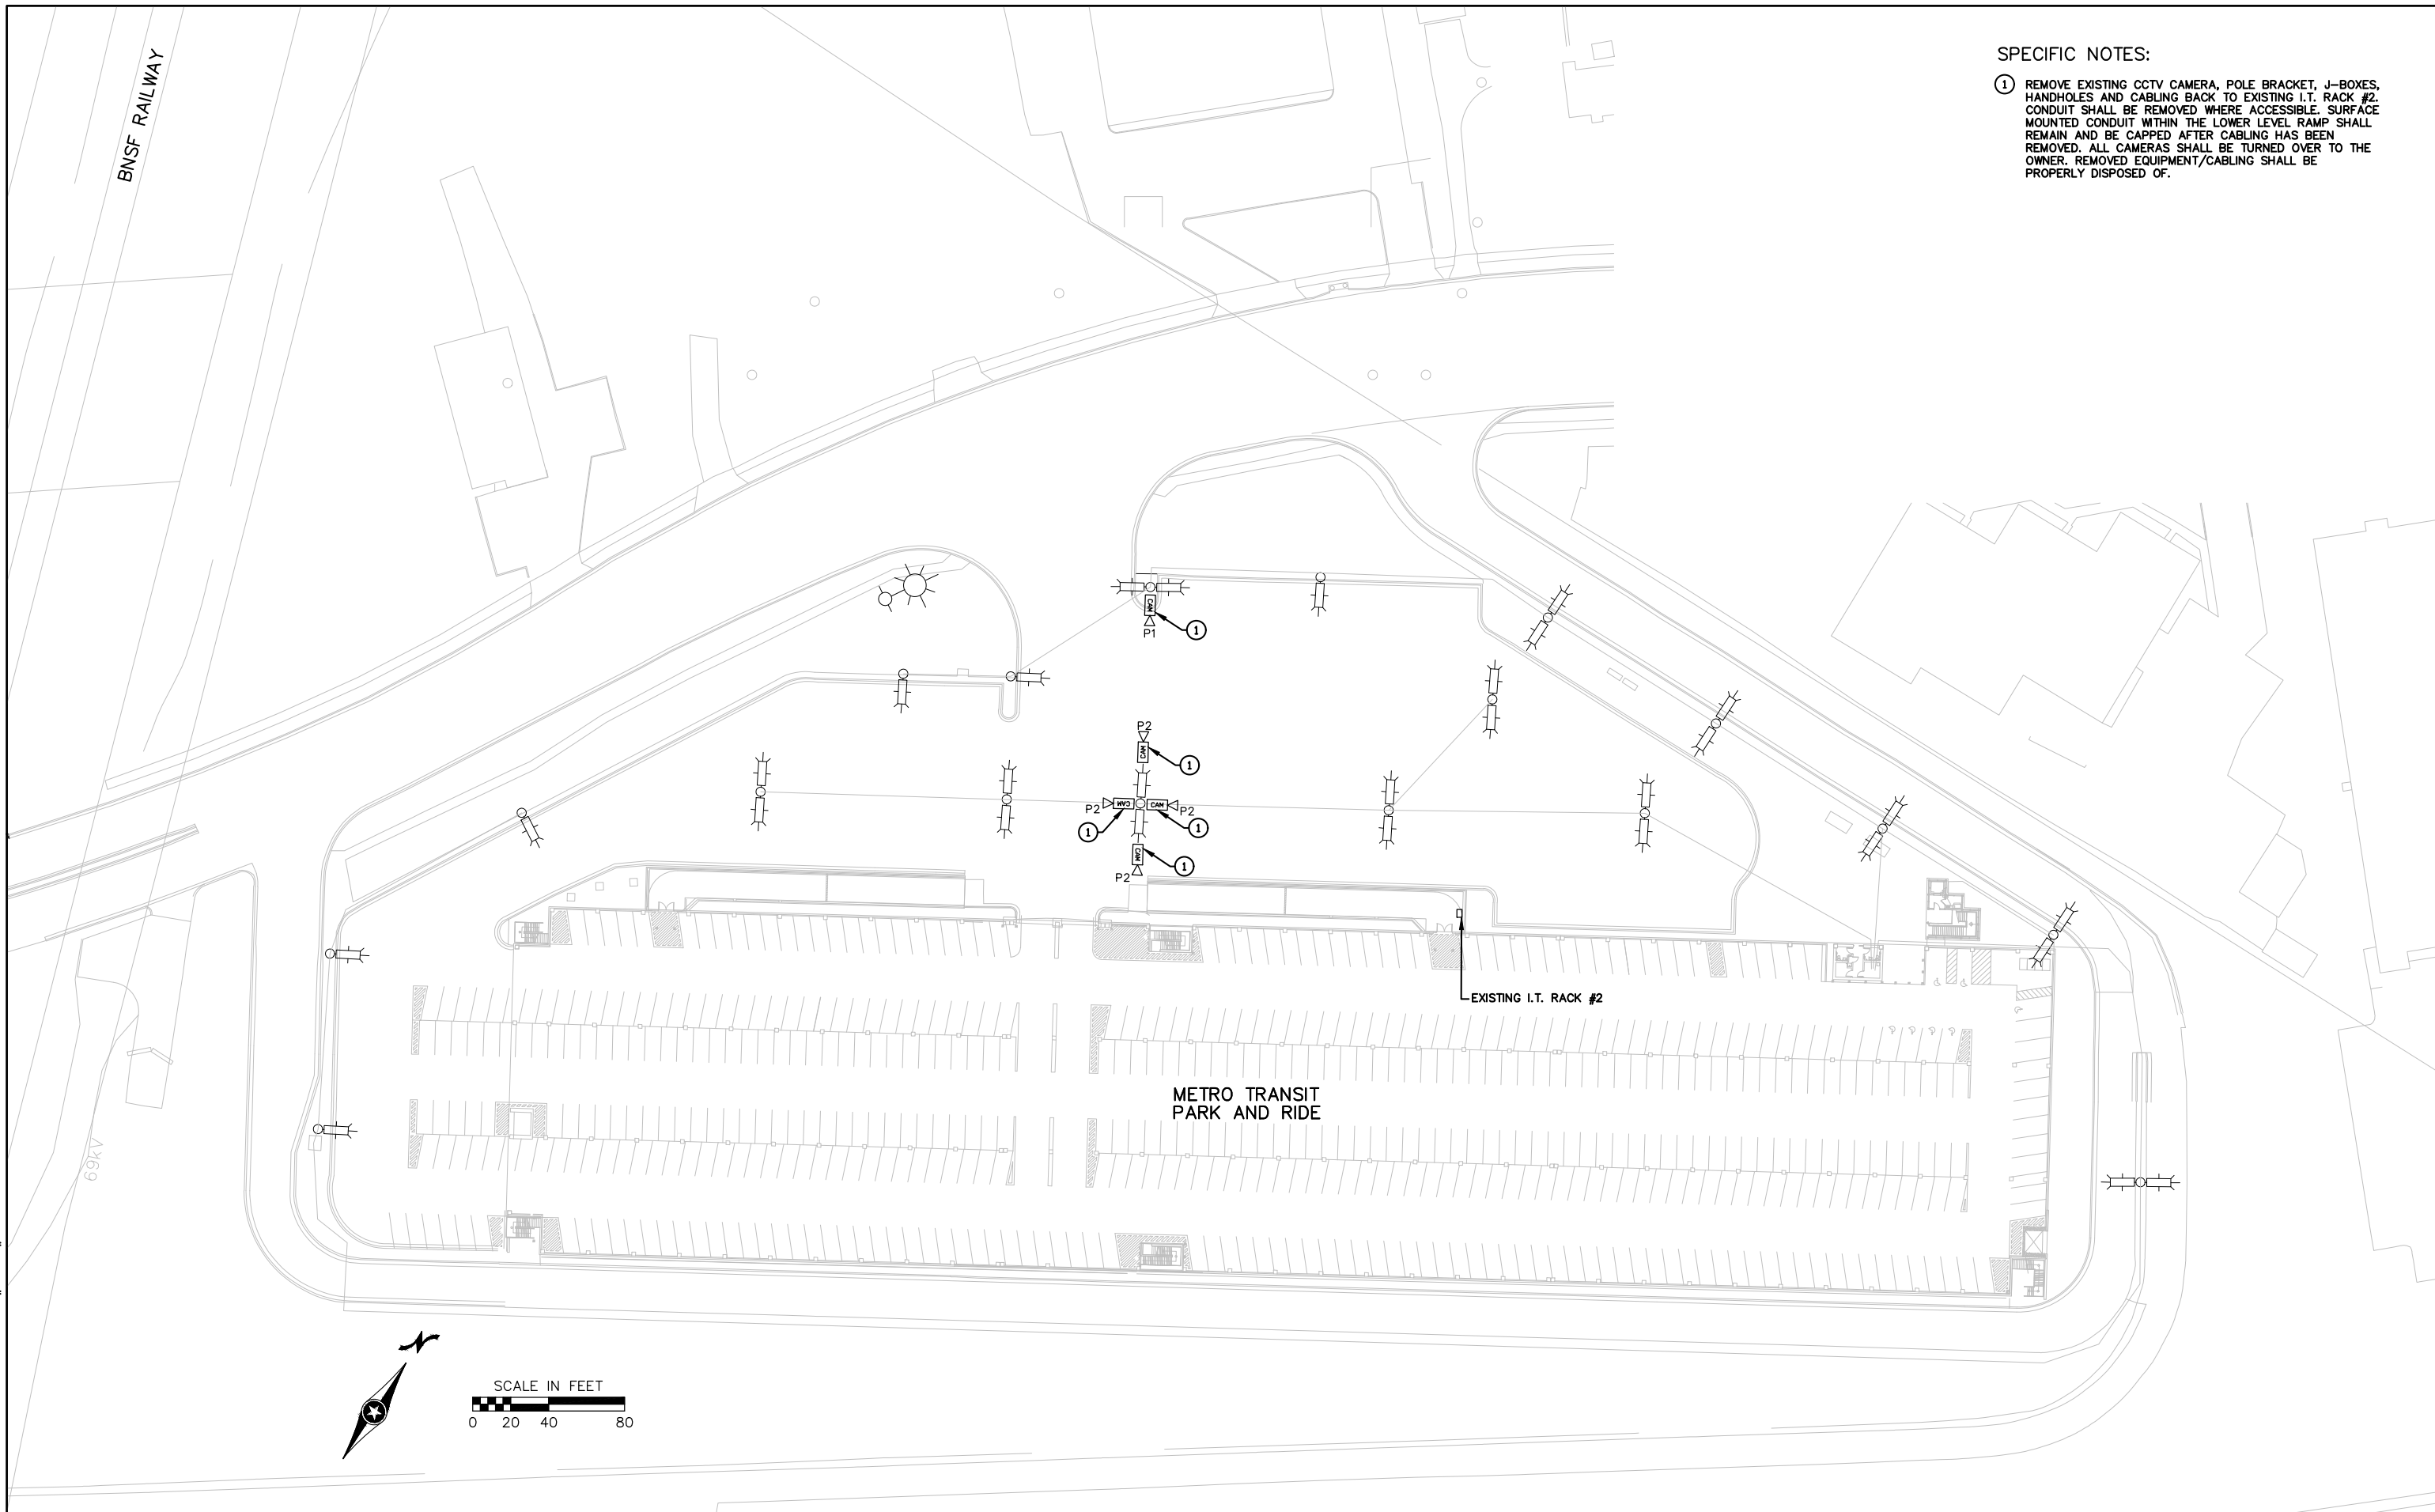 BNSF RAILWAY
SPECIFIC NOTES:
1 REMOVE EXISTING CCTV CAMERA, POLE BRACKET, J-BOXES,
HANDHOLES AND CABLING BACK TO EXISTING I.T. RACK #2.
CONDUIT SHALL BE REMOVED WHERE ACCESSIBLE. SURFACE
MOUNTED CONDUIT WITHIN THE LOWER LEVEL RAMP SHALL
REMAIN AND BE CAPPED AFTER CABLING HAS BEEN
REMOVED. ALL CAMERAS SHALL BE TURNED OVER TO THE
OWNER. REMOVED EQUIPMENT/CABLING SHALL BE
PROPERLY DISPOSED OF.
CAM
1
P1
P2
CAM
1
P2
CAM
CAM
P2
1
1
CAM
1
P2
EXISTING I.T. RACK #2
METRO TRANSIT
PARK AND RIDE
69kV
N
SCALE IN FEET
0 20 40 80